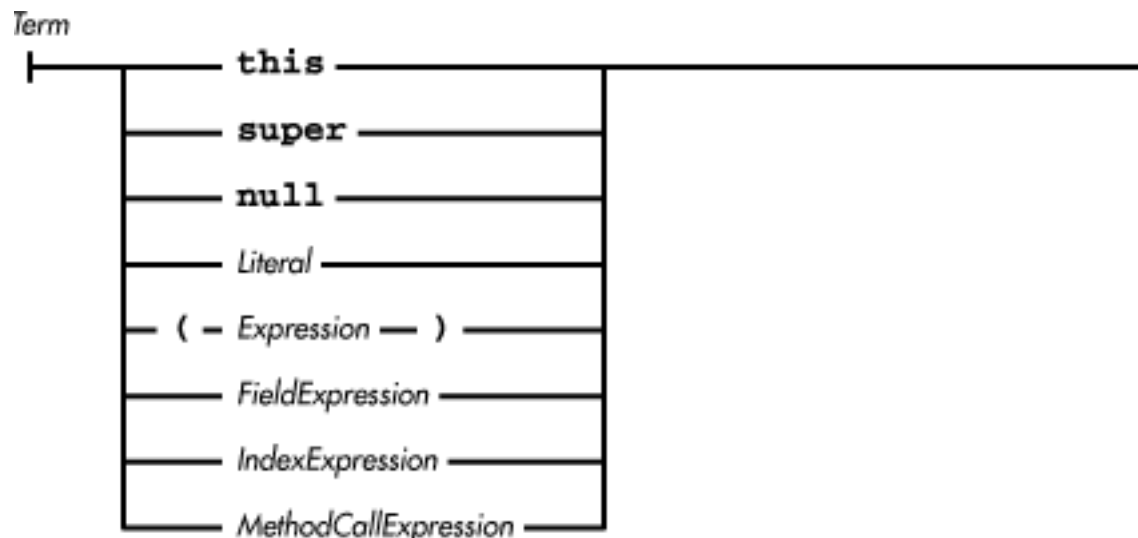 Term
this
super
null
Literal
( Expression )
FieldExpression
IndexExpression
MethodCallExpression